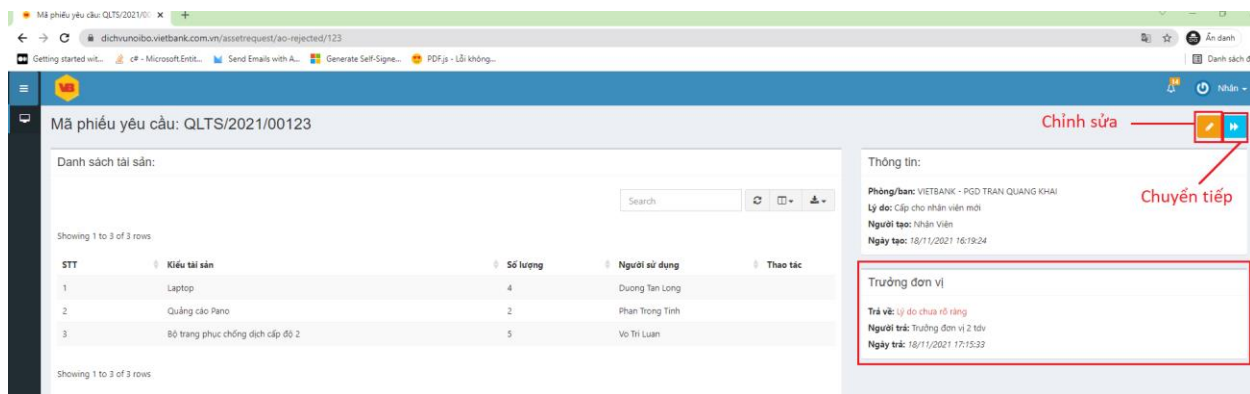 Mã phiếu yêu cầu: QLTS/2021/00
dichvunoibo.vietbank.com.vn/assetrequest/ao-rejected/123
Ẩn danh
Getting started wit... c# - Microsoft.Entit... Send Emails with A... Generate Self-Signe... PDF.js - Lỗi không... Danh sách đ
VB 14 Nhân
Mã phiếu yêu cầu: QLTS/2021/00123
Chỉnh sửa
Danh sách tài sản:
Thông tin:
Search
Phòng/ban: VIETBANK - PGD TRAN QUANG KHAI
Chuyển tiếp
Lý do: Cấp cho nhân viên mới
Người tạo: Nhân Viên
Ngày tạo: 18/11/2021 16:19:24
Showing 1 to 3 of 3 rows
STT Kiểu tài sản Số lượng Người sử dụng Thao tác
1 Laptop 4 Duong Tan Long
2 Quảng cáo Pano 2 Phan Trong Tinh
3 Bộ trang phục chống dịch cấp độ 2 5 Vo Tri Luan
Showing 1 to 3 of 3 rows
Trưởng đơn vị
Trả về: Lý do chưa rõ ràng
Người trả: Trưởng đơn vị 2 tdv
Ngày trả: 18/11/2021 17:15:33